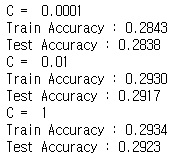 C =  0.0001
Train Accuracy : 0.2843
Test Accuracy : 0.2838
C =  0.01
Train Accuracy : 0.2930
Test Accuracy : 0.2917
C =  1
Train Accuracy : 0.2934
Test Accuracy : 0.2923